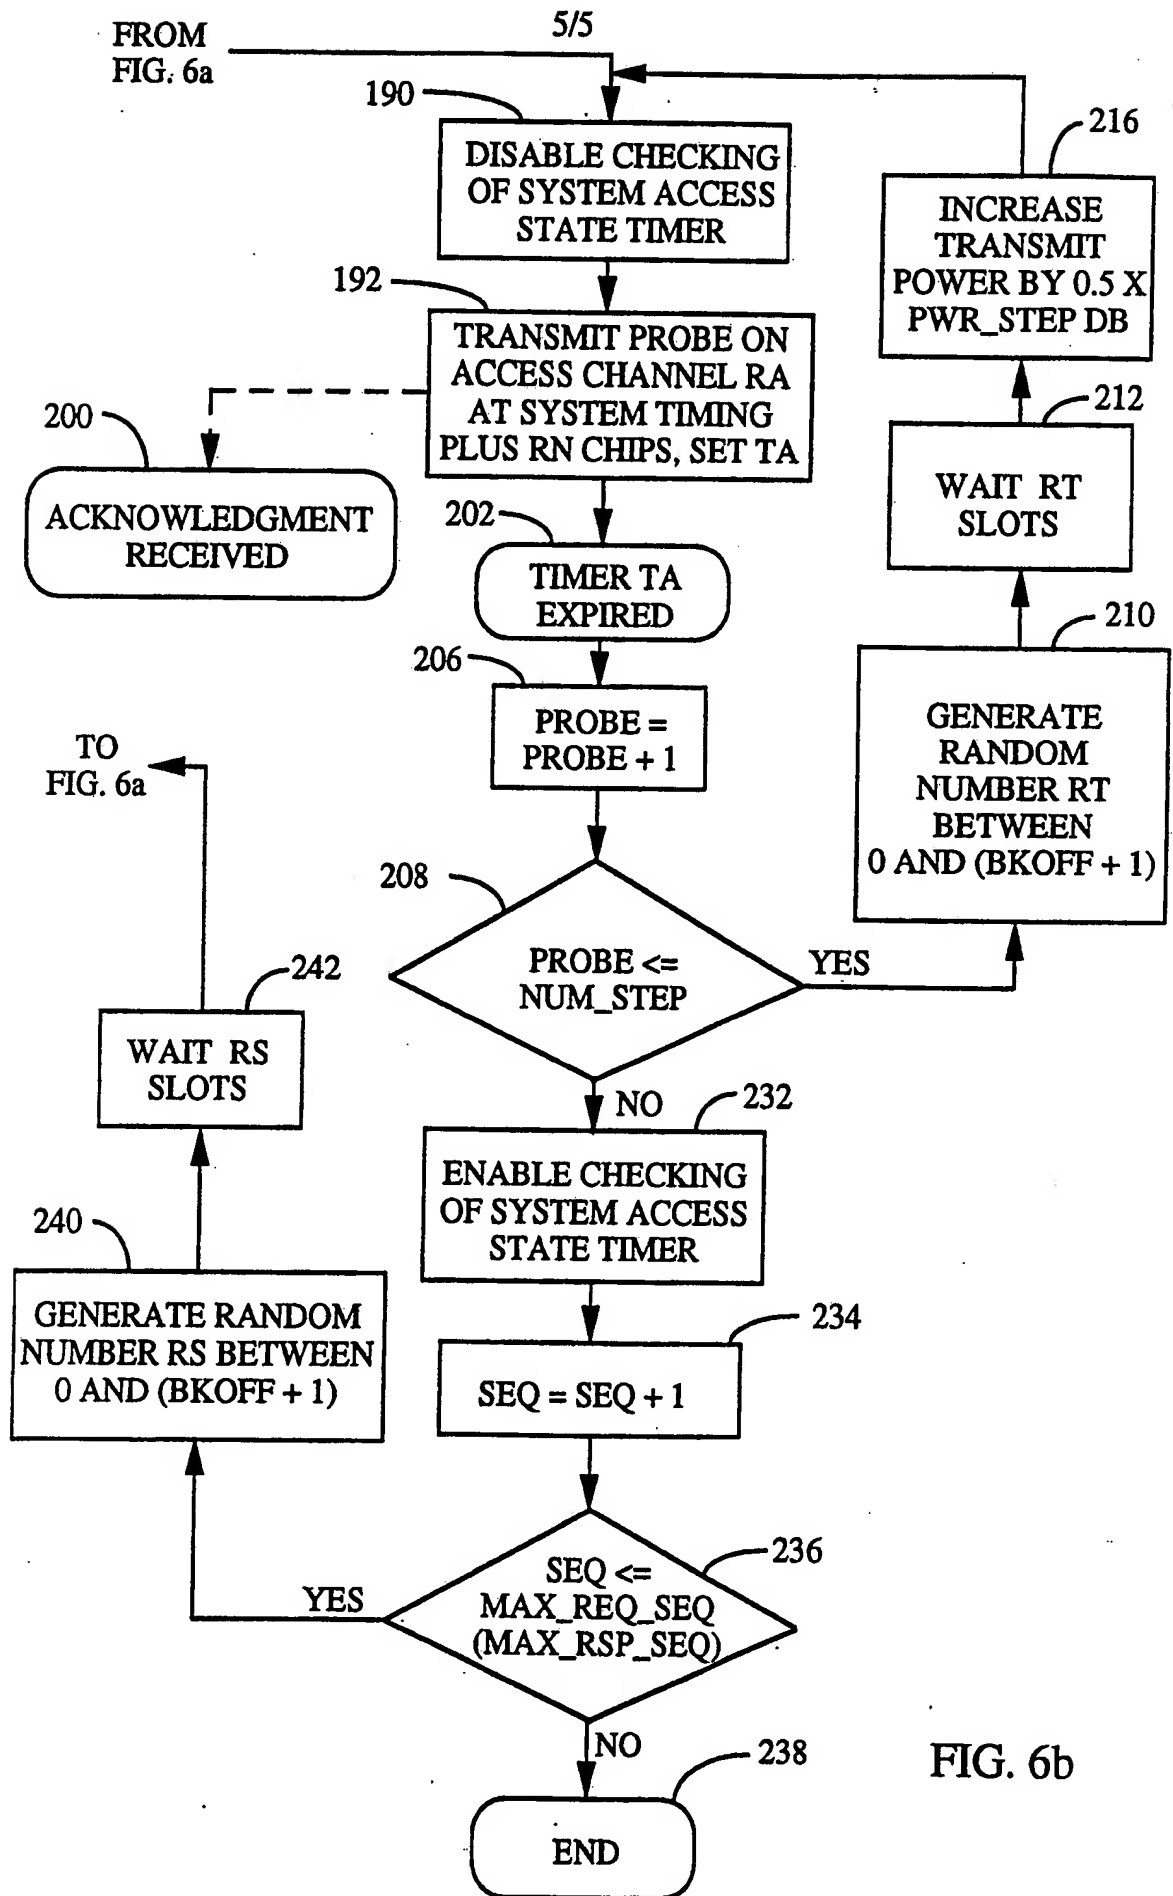 5/5
FROM
FIG. 6a
190
DISABLE CHECKING
OF SYSTEM ACCESS
STATE TIMER
216
INCREASE
TRANSMIT
POWER BY 0.5 X
PWR_STEP DB
192
TRANSMIT PROBE ON
ACCESS CHANNEL RA
AT SYSTEM TIMING
PLUS RN CHIPS, SET TA
200
ACKNOWLEDGMENT
RECEIVED
212
WAIT RT
SLOTS
202
TIMER TA
EXPIRED
210
GENERATE
RANDOM
NUMBER RT
BETWEEN
0 AND (BKOFF + 1)
206
PROBE =
PROBE + 1
TO
FIG. 6a
208
PROBE <=
NUM_STEP
YES
242
WAIT RS
SLOTS
NO
232
ENABLE CHECKING
OF SYSTEM ACCESS
STATE TIMER
240
GENERATE RANDOM
NUMBER RS BETWEEN
0 AND (BKOFF + 1)
234
SEQ = SEQ + 1
236
SEQ <=
MAX_REQ_SEQ
(MAX_RSP_SEQ)
YES
NO
238
END
FIG. 6b